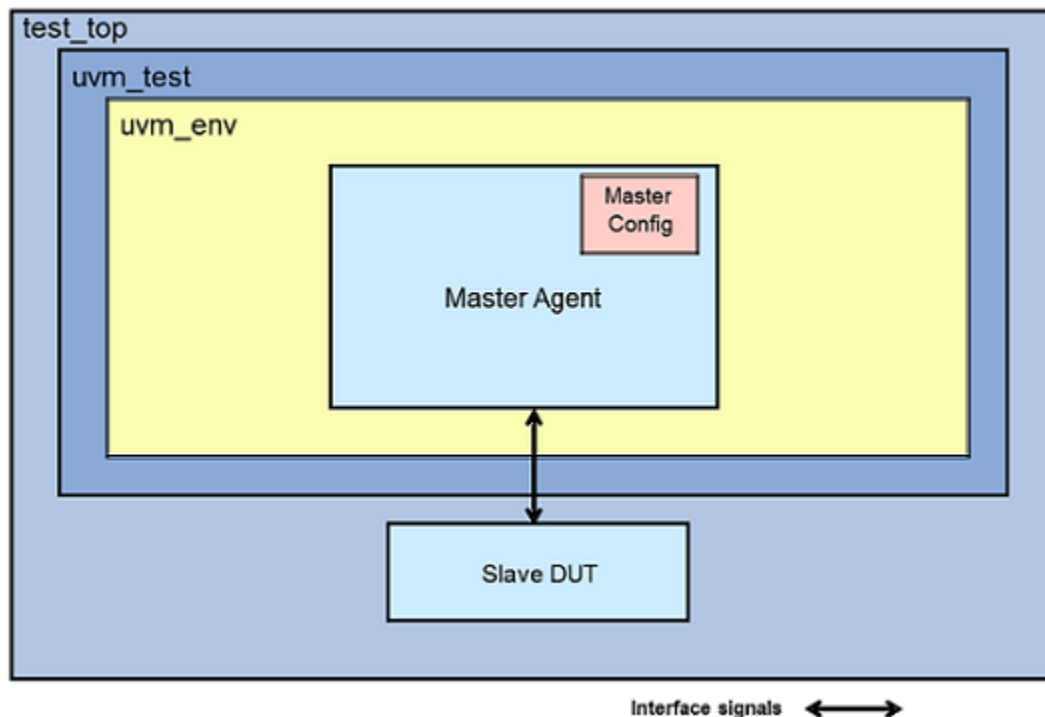 test_top
uvm_test
uvm_env
Master
Config
Master Agent
Slave DUT
Interface signals